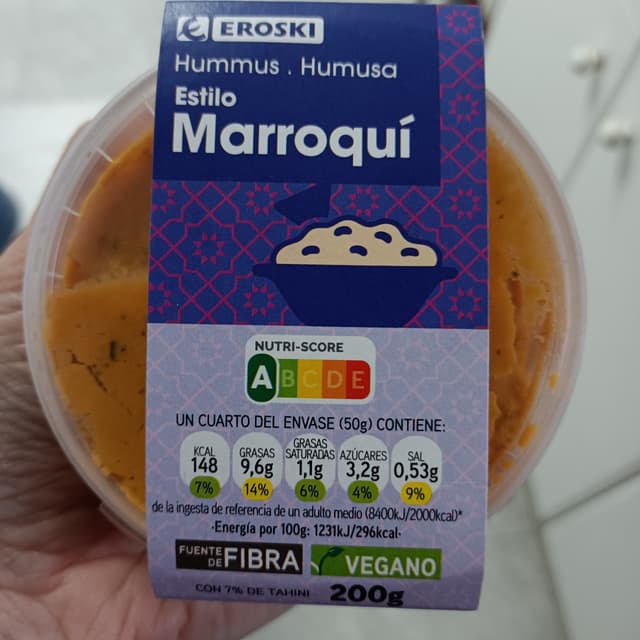 EROSKI
Hummus . Humusa
Estilo
Marroquí
NUTRI-SCORE
A B C D E
UN CUARTO DEL ENVASE (50g) CONTIENE:
KCAL GRASAS GRASAS SATURADAS AZÚCARES SAL
148 9,6g 1,1g 3,2g 0,53g
7% 14% 6% 4% 9%
de la ingesta de referencia de un adulto medio (8400kJ/2000kcal)*
·Energía por 100g: 1231kJ/296kcal·
FUENTE DE FIBRA VEGANO
CON 7% DE TAHINI 200g